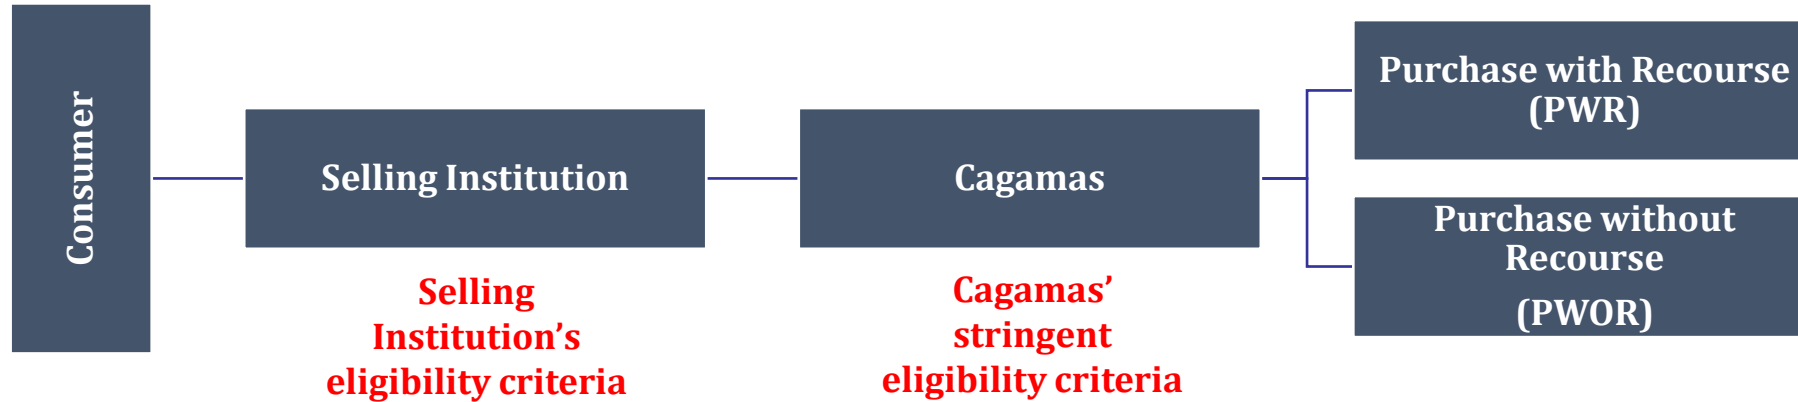 Consumer
Selling Institution
Selling
Institution’s
eligibility criteria
Cagamas
Cagamas’
stringent
eligibility criteria
Purchase with Recourse
(PWR)
Purchase without
Recourse
(PWOR)